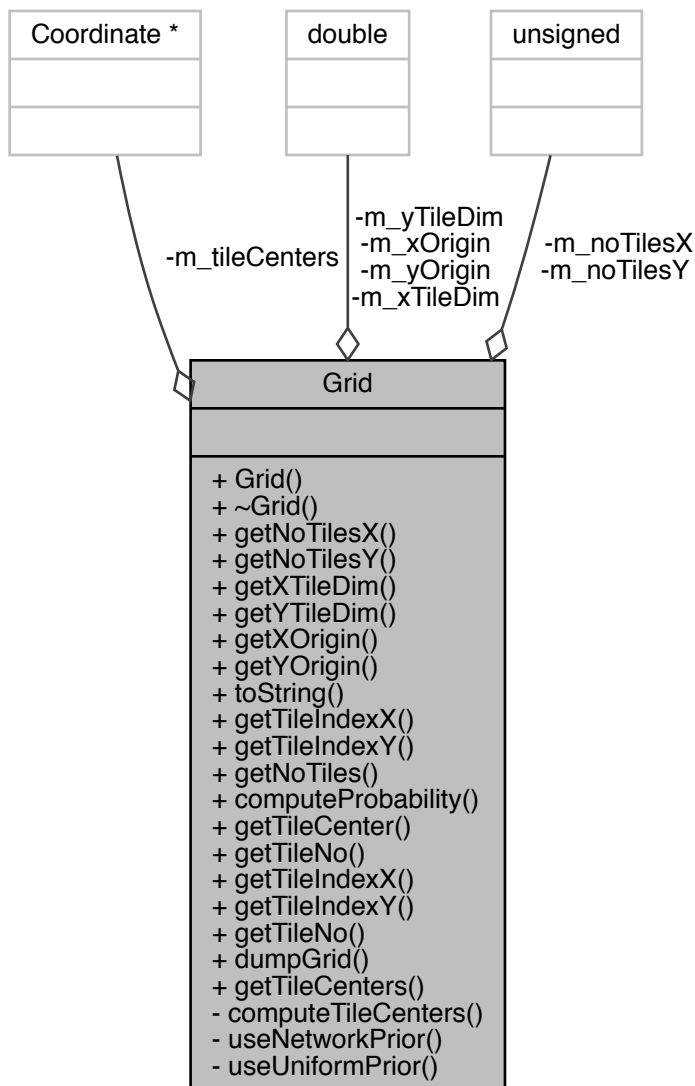 Coordinate *
double
unsigned
-m_tileCenters
-m_yTileDim
-m_xOrigin
-m_yOrigin
-m_xTileDim
-m_noTilesX
-m_noTilesY
Grid
+ Grid()
+ ~Grid()
+ getNoTilesX()
+ getNoTilesY()
+ getXTileDim()
+ getYTileDim()
+ getXOrigin()
+ getYOrigin()
+ toString()
+ getTileIndexX()
+ getTileIndexY()
+ getNoTiles()
+ computeProbability()
+ getTileCenter()
+ getTileNo()
+ getTileIndexX()
+ getTileIndexY()
+ getTileNo()
+ dumpGrid()
+ getTileCenters()
- computeTileCenters()
- useNetworkPrior()
- useUniformPrior()